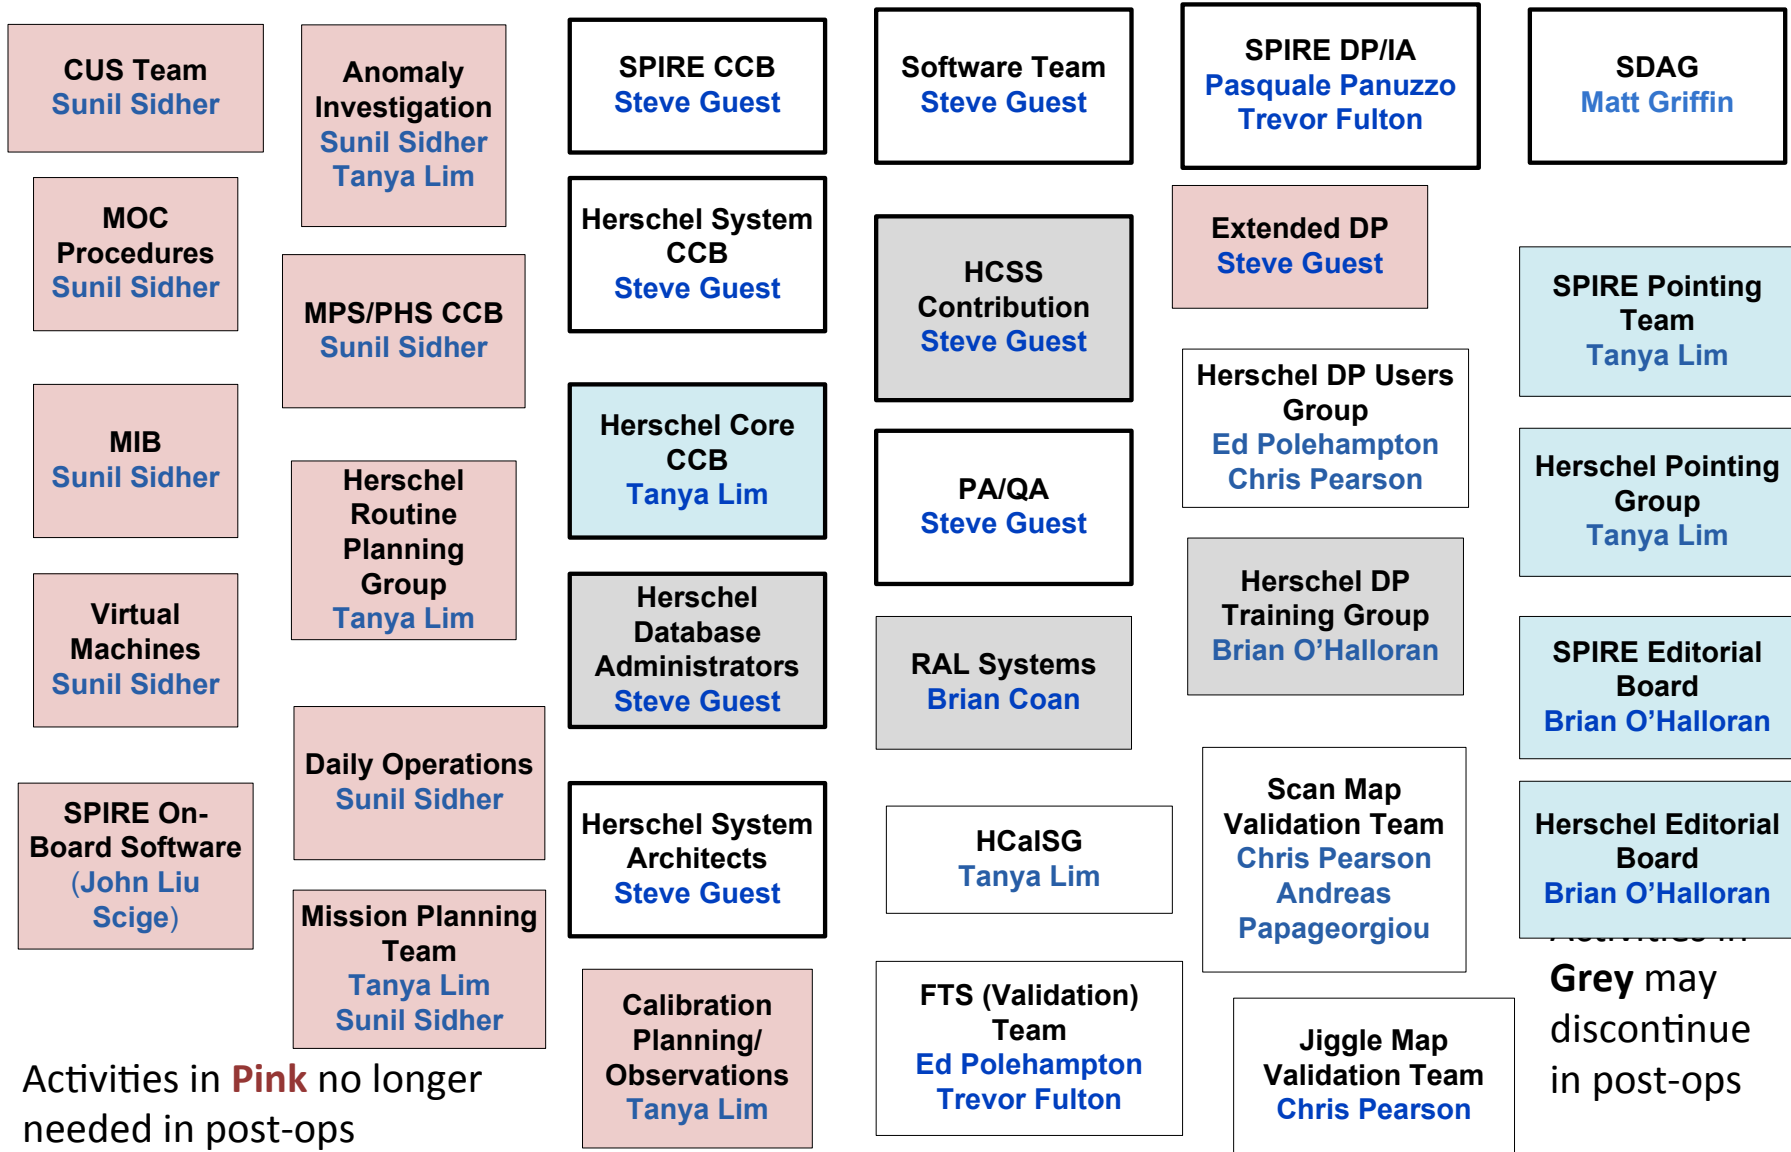 CUS Team
Sunil Sidher
MOC
Procedures
Sunil Sidher
MIB
Sunil Sidher
Virtual
Machines
Sunil Sidher
SPIRE On-
Board Software
(John Liu
Scige)
Anomaly
Investigation
Sunil Sidher
Tanya Lim
MPS/PHS CCB
Sunil Sidher
Herschel
Routine
Planning
Group
Tanya Lim
Daily Operations
Sunil Sidher
Mission Planning
Team
Tanya Lim
Sunil Sidher
SPIRE CCB
Steve Guest
Herschel System
CCB
Steve Guest
Herschel Core
CCB
Tanya Lim
Herschel
Database
Administrators
Steve Guest
Herschel System
Architects
Steve Guest
Calibration
Planning/
Observations
Tanya Lim
Software Team
Steve Guest
HCSS
Contribution
Steve Guest
PA/QA
Steve Guest
RAL Systems
Brian Coan
HCalSG
Tanya Lim
FTS (Validation)
Team
Ed Polehampton
Trevor Fulton
SPIRE DP/IA
Pasquale Panuzzo
Trevor Fulton
Extended DP
Steve Guest
Herschel DP Users
Group
Ed Polehampton
Chris Pearson
Herschel DP
Training Group
Brian O’Halloran
Scan Map
Validation Team
Chris Pearson
Andreas
Papageorgiou
Jiggle Map
Validation Team
Chris Pearson
SDAG
Matt Griffin
SPIRE Pointing
Team
Tanya Lim
Herschel Pointing
Group
Tanya Lim
SPIRE Editorial
Board
Brian O’Halloran
Herschel Editorial
Board
Brian O’Halloran
Activities in
Grey may
discontinue
in post-ops
Activities in Pink no longer
needed in post-ops